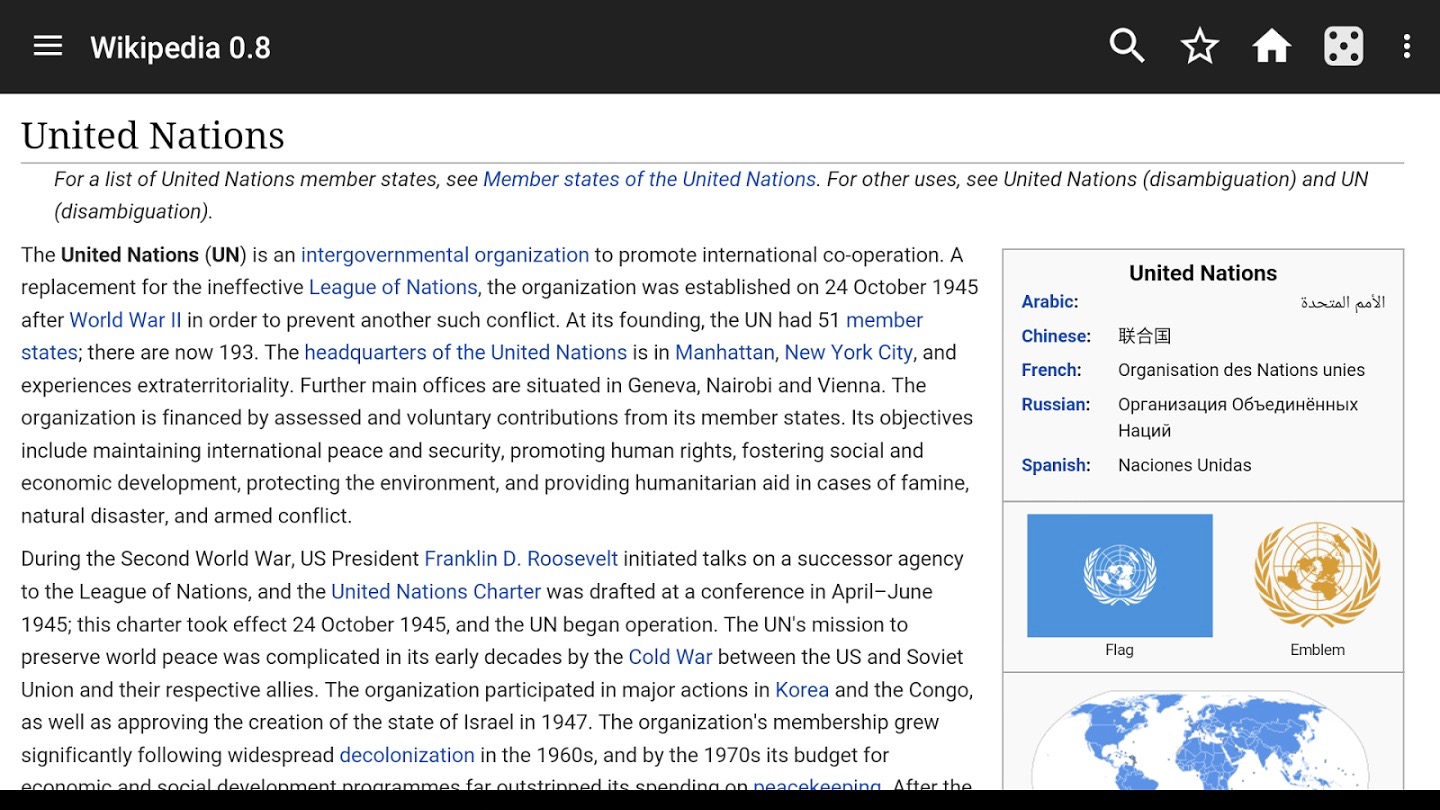 Wikipedia 0.8
United Nations
For a list of United Nations member states, see Member states of the United Nations. For other uses, see United Nations (disambiguation) and UN
(disambiguation).
The United Nations (UN) is an intergovernmental organization to promote international co-operation. A
replacement for the ineffective League of Nations, the organization was established on 24 October 1945
after World War II in order to prevent another such conflict. At its founding, the UN had 51 member
states; there are now 193. The headquarters of the United Nations is in Manhattan, New York City, and
experiences extraterritoriality. Further main offices are situated in Geneva, Nairobi and Vienna. The
organization is financed by assessed and voluntary contributions from its member states. Its objectives
include maintaining international peace and security, promoting human rights, fostering social and
economic development, protecting the environment, and providing humanitarian aid in cases of famine,
natural disaster, and armed conflict.
During the Second World War, US President Franklin D. Roosevelt initiated talks on a successor agency
to the League of Nations, and the United Nations Charter was drafted at a conference in April–June
1945; this charter took effect 24 October 1945, and the UN began operation. The UN's mission to
preserve world peace was complicated in its early decades by the Cold War between the US and Soviet
Union and their respective allies. The organization participated in major actions in Korea and the Congo,
as well as approving the creation of the state of Israel in 1947. The organization's membership grew
significantly following widespread decolonization in the 1960s, and by the 1970s its budget for
economic and social development programmes far outstripped its spending on peacekeeping. After the
United Nations
Arabic: الأمم المتحدة
Chinese: 联合国
French: Organisation des Nations unies
Russian: Организация Объединённых
Наций
Spanish: Naciones Unidas
Flag
Emblem